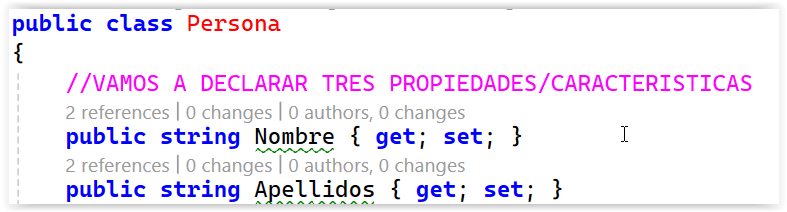 public class Persona
{
//VAMOS A DECLARAR TRES PROPIEDADES/CARACTERISTICAS
2 references | 0 changes | 0 authors, 0 changes
public string Nombre { get; set; }
2 references | 0 changes | 0 authors, 0 changes
public string Apellidos { get; set; }